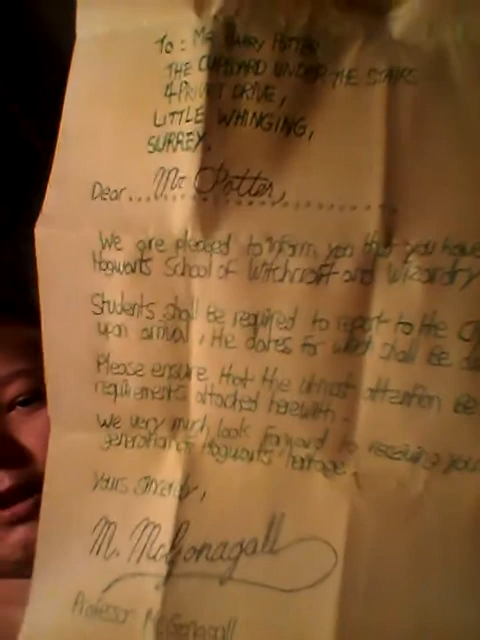 To: Mr HARRY POTTER
THE CUPBOARD UNDER THE STAIRS
4 PRIVET DRIVE,
LITTLE WHINGING,
SURREY.
Dear....Mr Potter,..............
We are pleased to inform you that you have
Hogwarts School of Witchcraft and Wizardry
Students shall be required to report to the
upon arrival, the dates for which shall be
Please ensure that the utmost attention be
requirements attached herewith.
We very much look forward to receiving you
generation of Hogwarts' heritage.
Yours sincerely,
M. McGonagall
Professor M. McGonagall